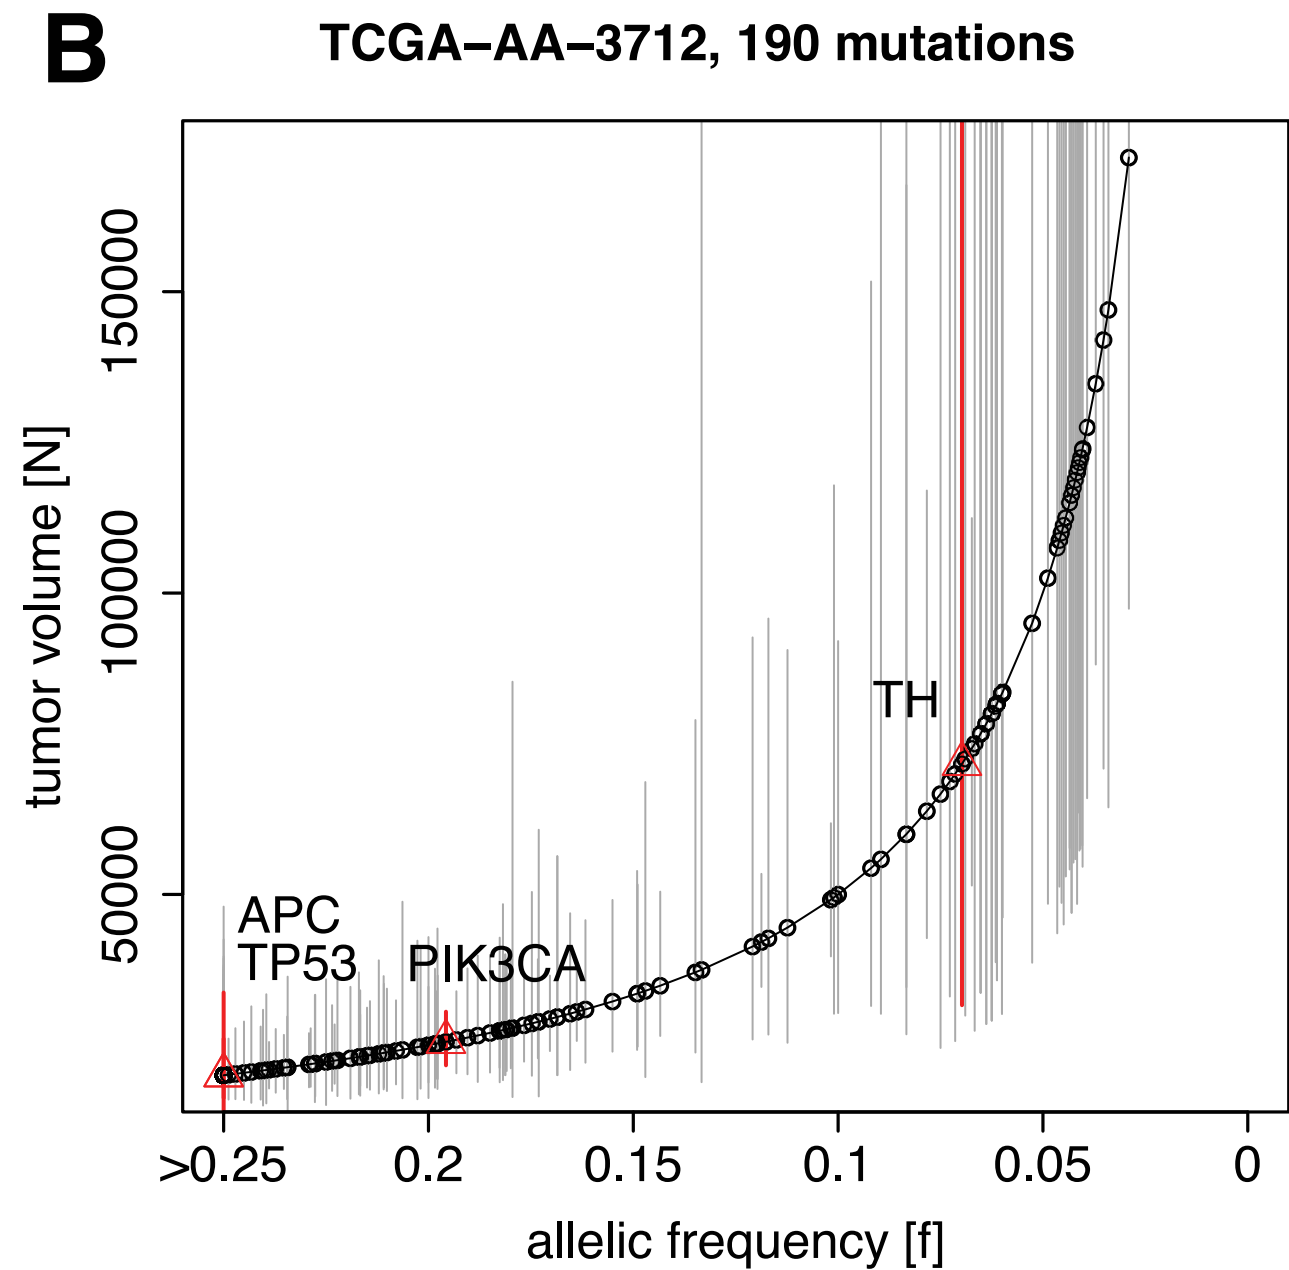 B
TCGA–AA–3712, 190 mutations
tumor volume [N]
150000
100000
50000
TH
APC
TP53
PIK3CA
>0.25
0.2
0.15
0.1
0.05
0
allelic frequency [f]